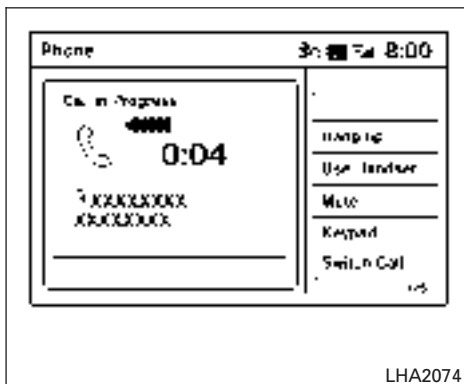 Phone 8:00
Call in Progress
0:04
XXXXXXXXX
XXXXXXXX
Hang up
Use Handset
Mute
Keypad
Switch Call
LHA2074